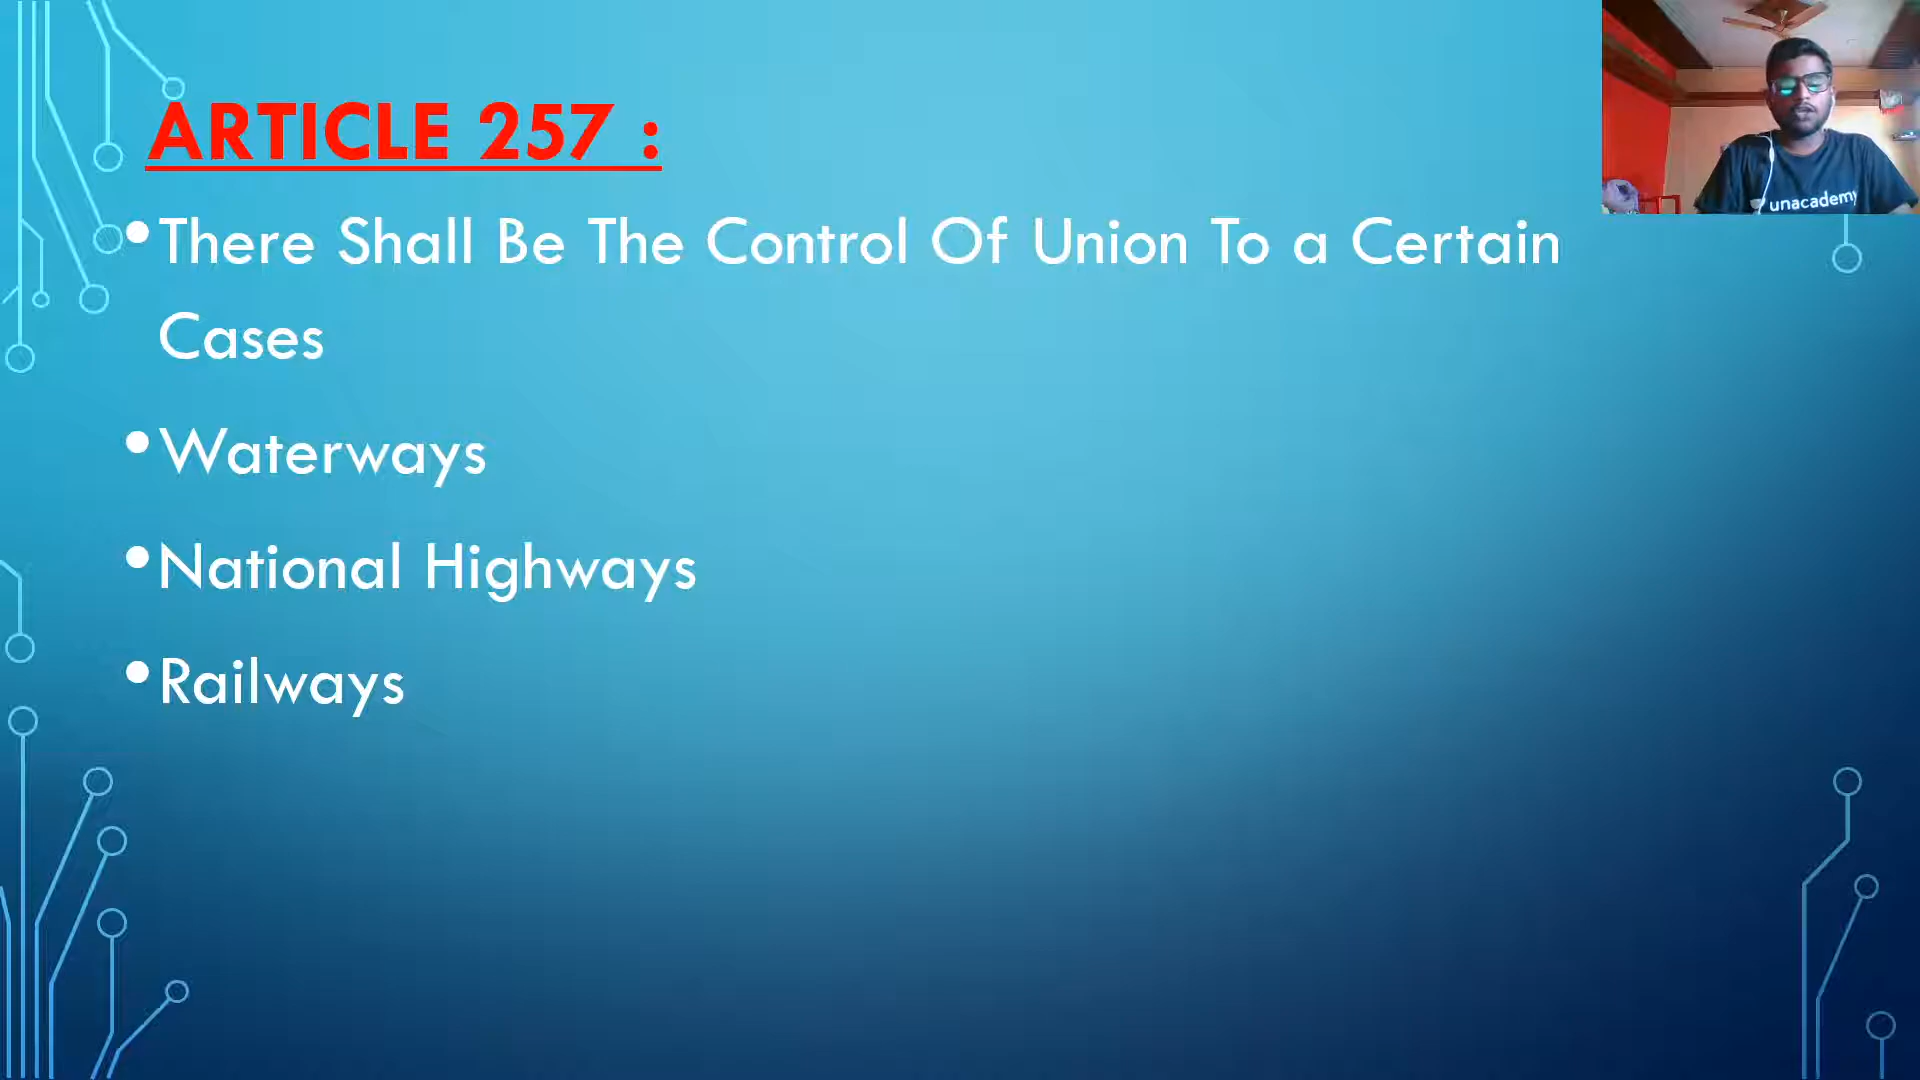 ARTICLE 257 :
• There Shall Be The Control Of Union To a Certain
Cases
• Waterways
• National Highways
• Railways
unacademy